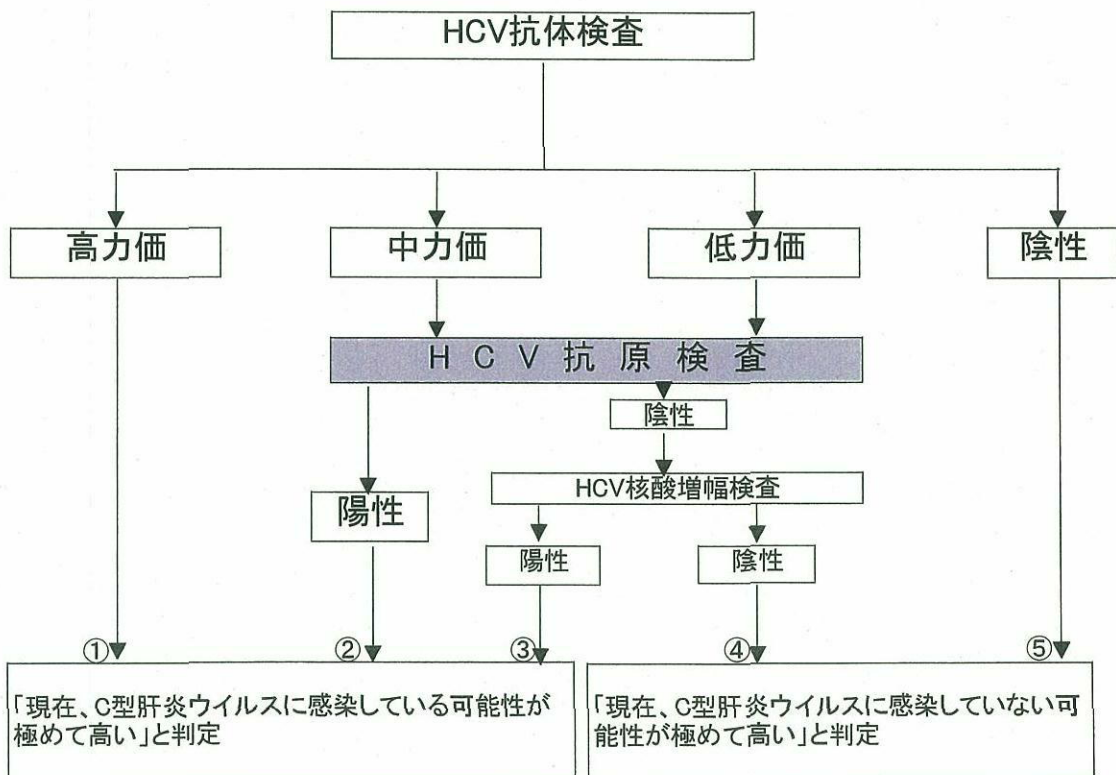 HCV抗体検査
高力価
中力価
低力価
陰性
HCV抗原検査
陰性
HCV核酸増幅検査
陽性
陽性
陰性
①
②
③
④
⑤
「現在、C型肝炎ウイルスに感染している可能性が
極めて高い」と判定
「現在、C型肝炎ウイルスに感染していない可
能性が極めて高い」と判定